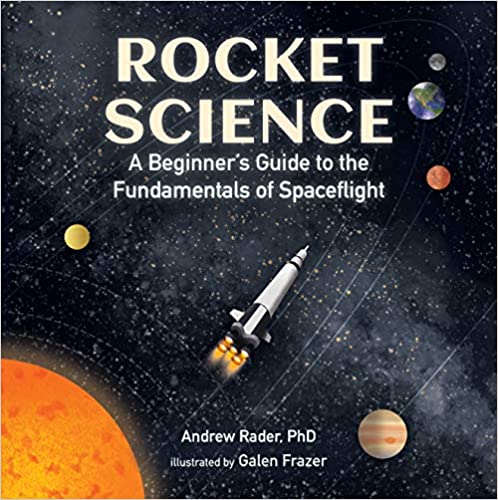 ROCKET
SCIENCE
A Beginner's Guide to the
Fundamentals of Spaceflight
Andrew Rader, PhD
illustrated by Galen Frazer